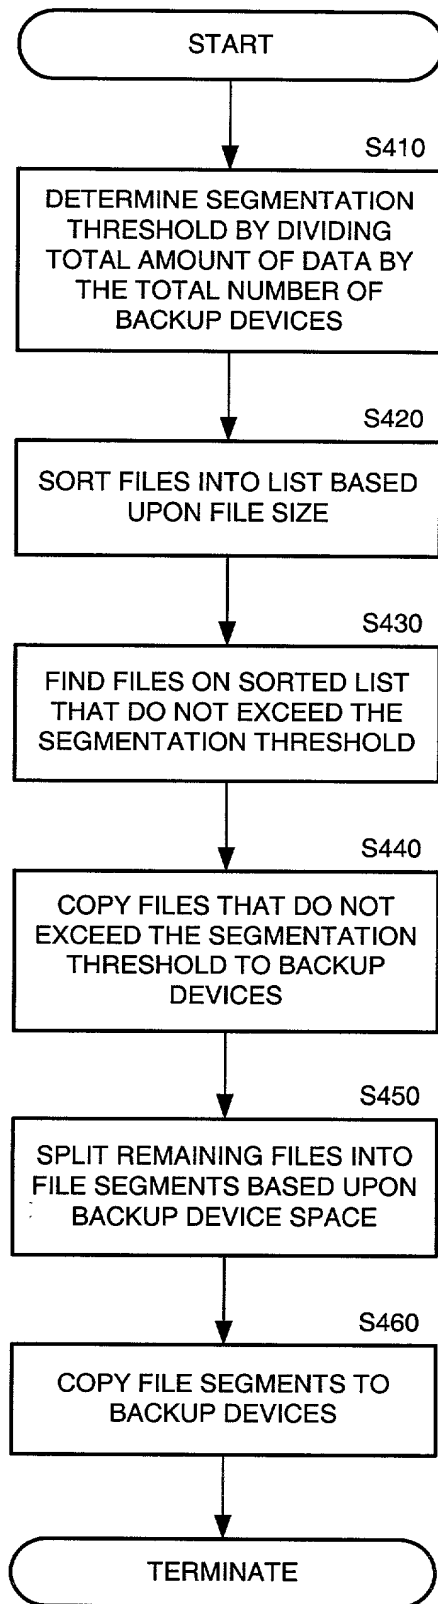 START
S410
DETERMINE SEGMENTATION
THRESHOLD BY DIVIDING
TOTAL AMOUNT OF DATA BY
THE TOTAL NUMBER OF
BACKUP DEVICES
S420
SORT FILES INTO LIST BASED
UPON FILE SIZE
S430
FIND FILES ON SORTED LIST
THAT DO NOT EXCEED THE
SEGMENTATION THRESHOLD
S440
COPY FILES THAT DO NOT
EXCEED THE SEGMENTATION
THRESHOLD TO BACKUP
DEVICES
S450
SPLIT REMAINING FILES INTO
FILE SEGMENTS BASED UPON
BACKUP DEVICE SPACE
S460
COPY FILE SEGMENTS TO
BACKUP DEVICES
TERMINATE